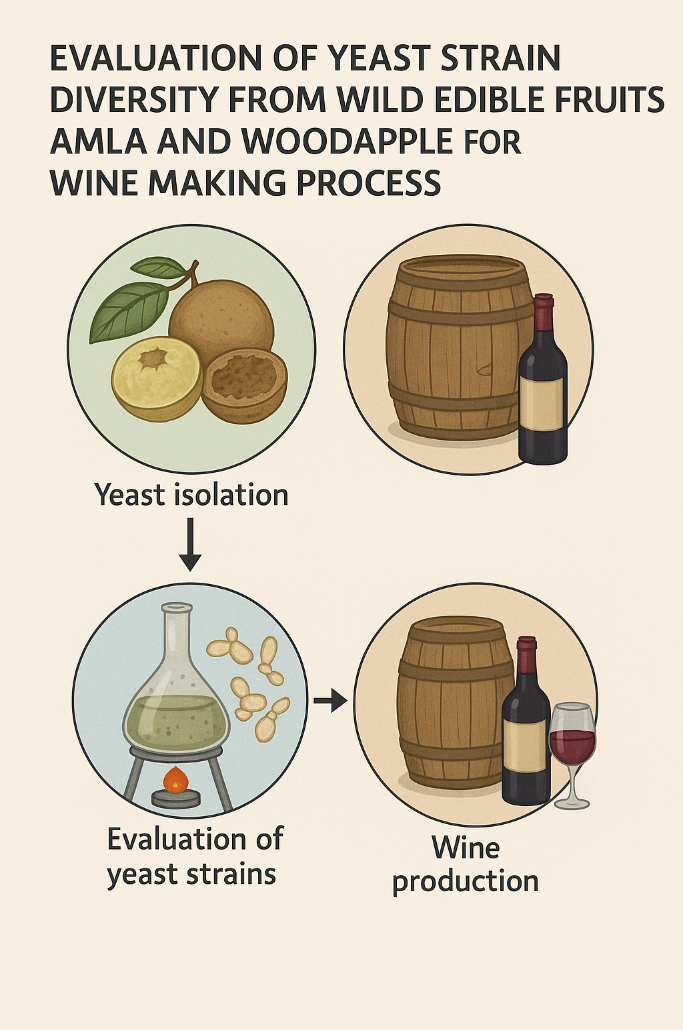 EVALUATION OF YEAST STRAIN
DIVERSITY FROM WILD EDIBLE FRUITS
AMLA AND WOODAPPLE FOR
WINE MAKING PROCESS
Yeast isolation
Evaluation of
yeast strains
Wine
production